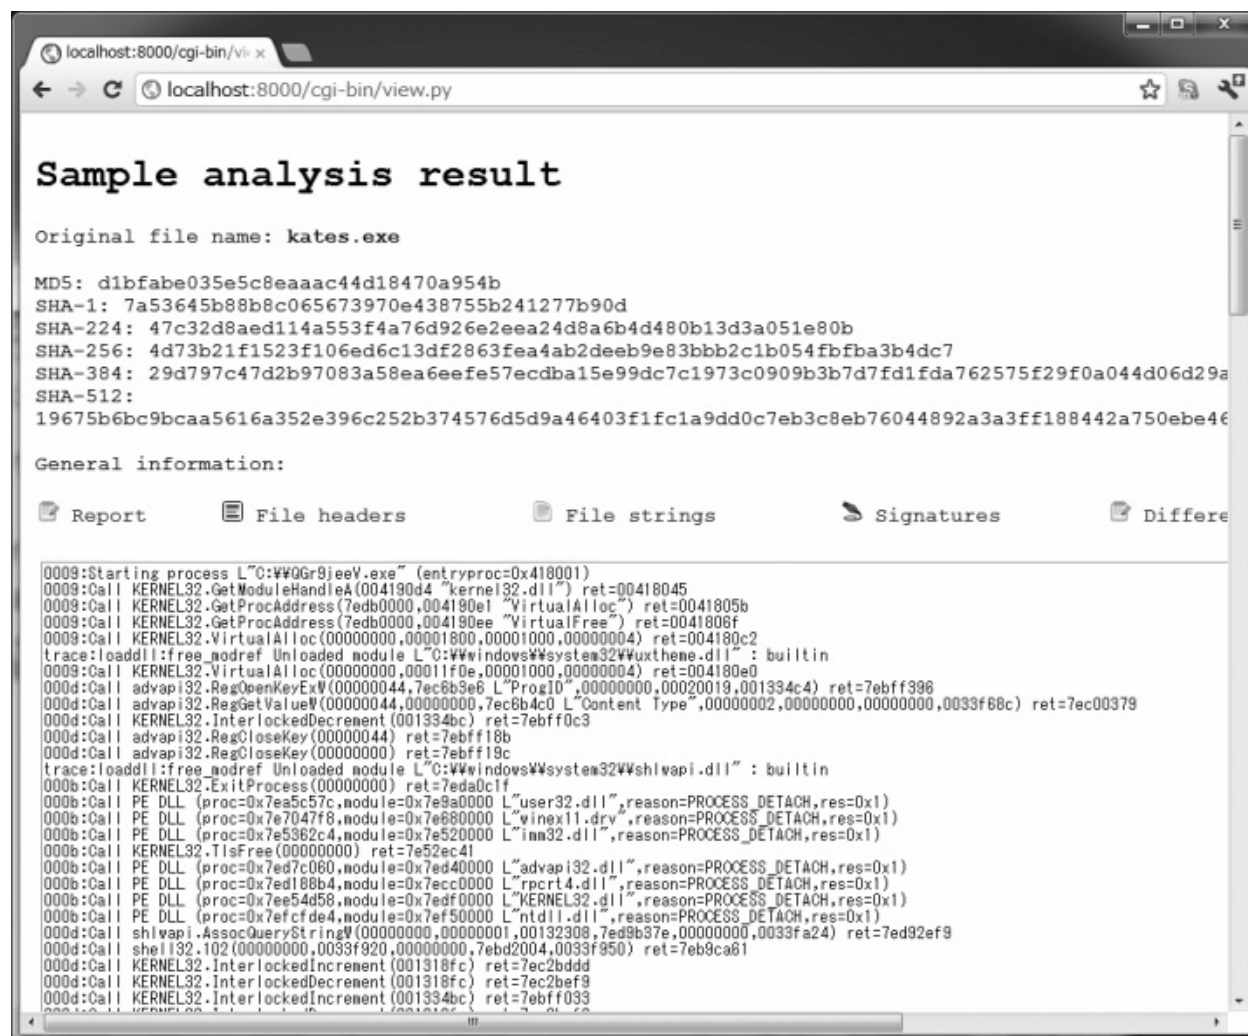 localhost:8000/cgi-bin/vi
localhost:8000/cgi-bin/view.py
Sample analysis result
Original file name: kates.exe
MD5: d1bfabe035e5c8eaaac44d18470a954b
SHA-1: 7a53645b88b8c065673970e438755b241277b90d
SHA-224: 47c32d8aed114a553f4a76d926e2eea24d8a6b4d480b13d3a051e80b
SHA-256: 4d73b21f1523f106ed6c13df2863fea4ab2deeb9e83bbb2c1b054fbfba3b4dc7
SHA-384: 29d797c47d2b97083a58ea6eefe57ecdba15e99dc7c1973c0909b3b7d7fd1fda762575f29f0a044d06d29a
SHA-512:
19675b6bc9bcaa5616a352e396c252b374576d5d9a46403f1fc1a9dd0c7eb3c8eb76044892a3a3ff188442a750ebe46
General information:
Report File headers File strings Signatures Differe
0009:Starting process L"C:¥¥QGr9jeeV.exe" (entryproc=0x418001)
0009:Call KERNEL32.GetModuleHandleA(004190d4 "kernel32.dll") ret=00418045
0009:Call KERNEL32.GetProcAddress(7edb0000,004190e1 "VirtualAlloc") ret=0041805b
0009:Call KERNEL32.GetProcAddress(7edb0000,004190ee "VirtualFree") ret=0041806f
0009:Call KERNEL32.VirtualAlloc(00000000,00001800,00001000,00000004) ret=004180c2
trace:loaddll:free_modref Unloaded module L"C:¥¥windows¥¥system32¥¥uxtheme.dll" : builtin
0009:Call KERNEL32.VirtualAlloc(00000000,00011f0e,00001000,00000004) ret=004180e0
000d:Call advapi32.RegOpenKeyExW(00000044,7ec6b3e6 L"ProgID",00000000,00020019,001334c4) ret=7ebff396
000d:Call advapi32.RegGetValueW(00000044,00000000,7ec6b4c0 L"Content Type",00000002,00000000,00000000,0033f68c) ret=7ec00379
000d:Call KERNEL32.InterlockedDecrement(001334bc) ret=7ebff0c3
000d:Call advapi32.RegCloseKey(00000044) ret=7ebff18b
000d:Call advapi32.RegCloseKey(00000000) ret=7ebff19c
trace:loaddll:free_modref Unloaded module L"C:¥¥windows¥¥system32¥¥shlwapi.dll" : builtin
000b:Call KERNEL32.ExitProcess(00000000) ret=7eda0c1f
000b:Call PE DLL (proc=0x7ea5c57c,module=0x7e9a0000 L"user32.dll",reason=PROCESS_DETACH,res=0x1)
000b:Call PE DLL (proc=0x7e7047f8,module=0x7e680000 L"winex11.drv",reason=PROCESS_DETACH,res=0x1)
000b:Call PE DLL (proc=0x7e5362c4,module=0x7e520000 L"imm32.dll",reason=PROCESS_DETACH,res=0x1)
000b:Call KERNEL32.TlsFree(00000000) ret=7e52ec41
000b:Call PE DLL (proc=0x7ed7c060,module=0x7ed40000 L"advapi32.dll",reason=PROCESS_DETACH,res=0x1)
000b:Call PE DLL (proc=0x7ed188b4,module=0x7ecc0000 L"rpcrt4.dll",reason=PROCESS_DETACH,res=0x1)
000b:Call PE DLL (proc=0x7ee54d58,module=0x7edf0000 L"KERNEL32.dll",reason=PROCESS_DETACH,res=0x1)
000b:Call PE DLL (proc=0x7efcfde4,module=0x7ef50000 L"ntdll.dll",reason=PROCESS_DETACH,res=0x1)
000d:Call shlwapi.AssocQueryStringW(00000000,00000001,00132308,7ed9b37e,00000000,0033fa24) ret=7ed92ef9
000d:Call shell32.102(00000000,0033f920,00000000,7ebd2004,0033f950) ret=7eb9ca61
000d:Call KERNEL32.InterlockedIncrement(001318fc) ret=7ec2bddd
000d:Call KERNEL32.InterlockedDecrement(001318fc) ret=7ec2bef9
000d:Call KERNEL32.InterlockedIncrement(001334bc) ret=7ebff033